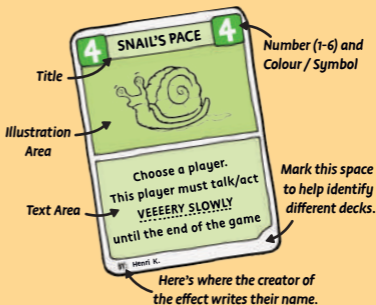 4 SNAIL'S PACE 4
Number (1-6) and
Colour / Symbol
Title
Illustration
Area
Choose a player.
This player must talk/act
VEEEERY SLOWLY
until the end of the game
Text Area
Mark this space
to help identify
different decks.
Henri K.
Here's where the creator of
the effect writes their name.